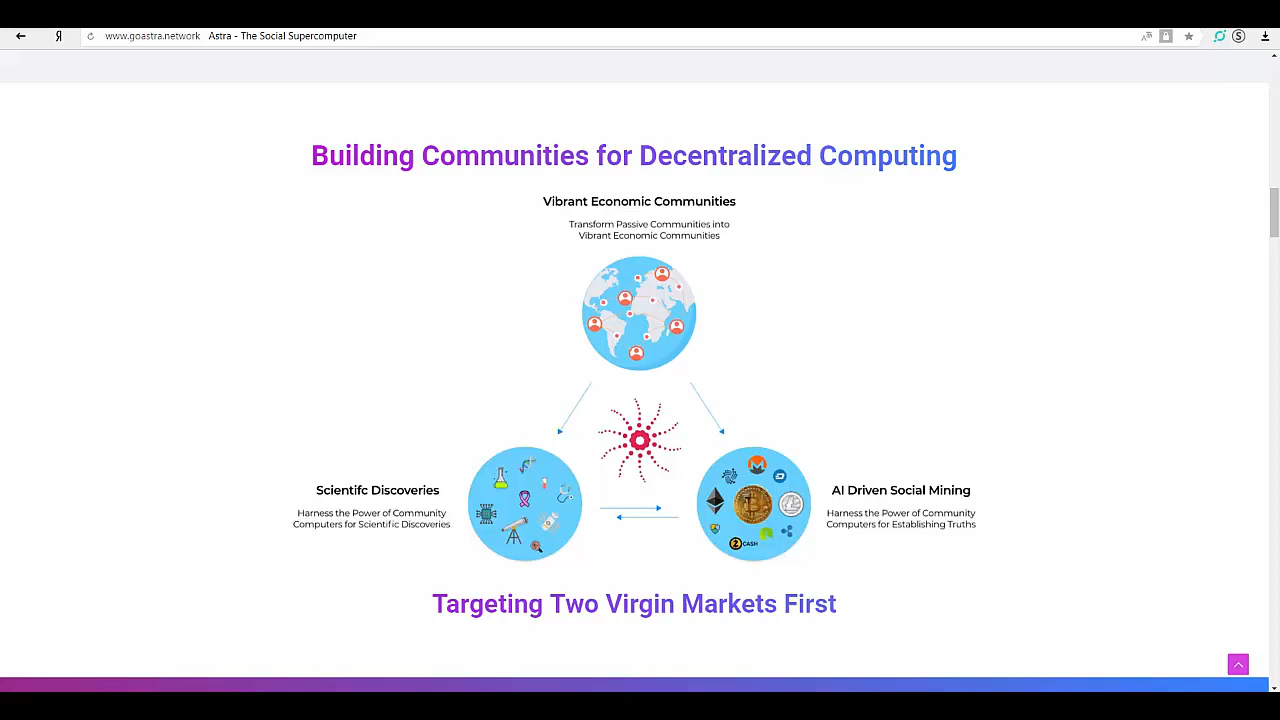 Я
www.goastra.network Astra - The Social Supercomputer
S
Building Communities for Decentralized Computing
Vibrant Economic Communities
Transform Passive Communities into
Vibrant Economic Communities
Scientifc Discoveries
Harness the Power of Community
Computers for Scientific Discoveries
AI Driven Social Mining
Harness the Power of Community
Computers for Establishing Truths
CASH
Targeting Two Virgin Markets First